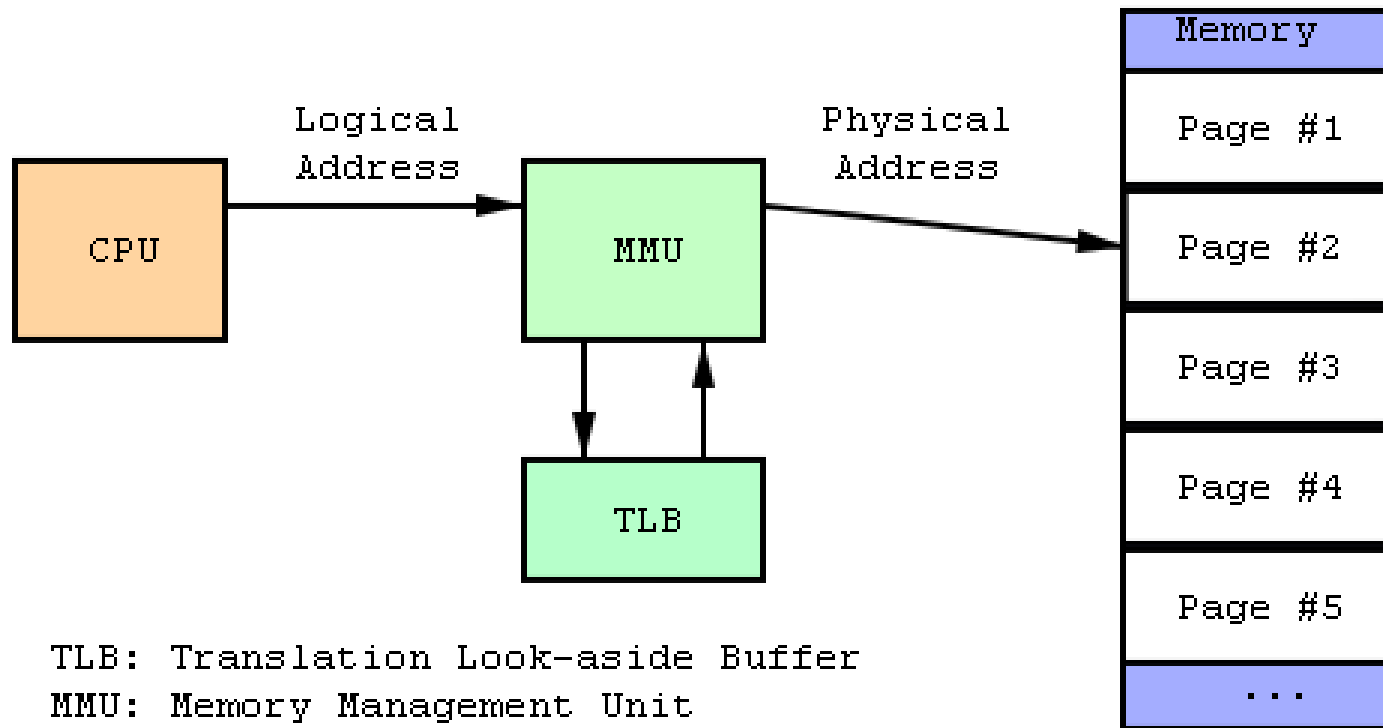 Memory
Logical
Address
Physical
Address
Page #1
CPU
MMU
Page #2
Page #3
TLB
Page #4
Page #5
TLB: Translation Look-aside Buffer
MMU: Memory Management Unit
...